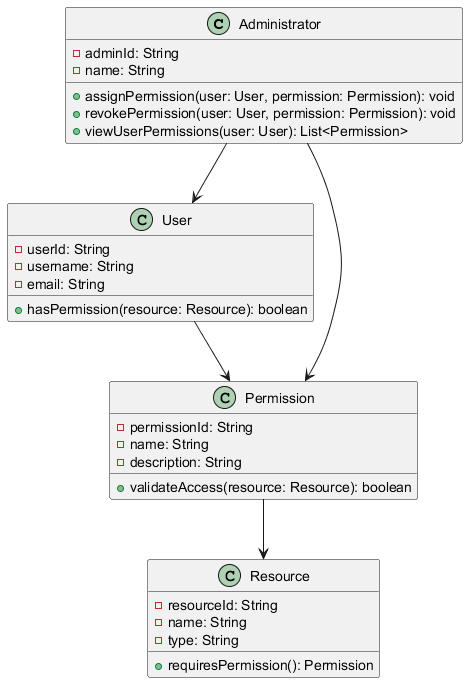 C Administrator
adminId: String
name: String
assignPermission(user: User, permission: Permission): void
revokePermission(user: User, permission: Permission): void
viewUserPermissions(user: User): List<Permission>
C User
userId: String
username: String
email: String
hasPermission(resource: Resource): boolean
C Permission
permissionId: String
name: String
description: String
validateAccess(resource: Resource): boolean
C Resource
resourceId: String
name: String
type: String
requiresPermission(): Permission